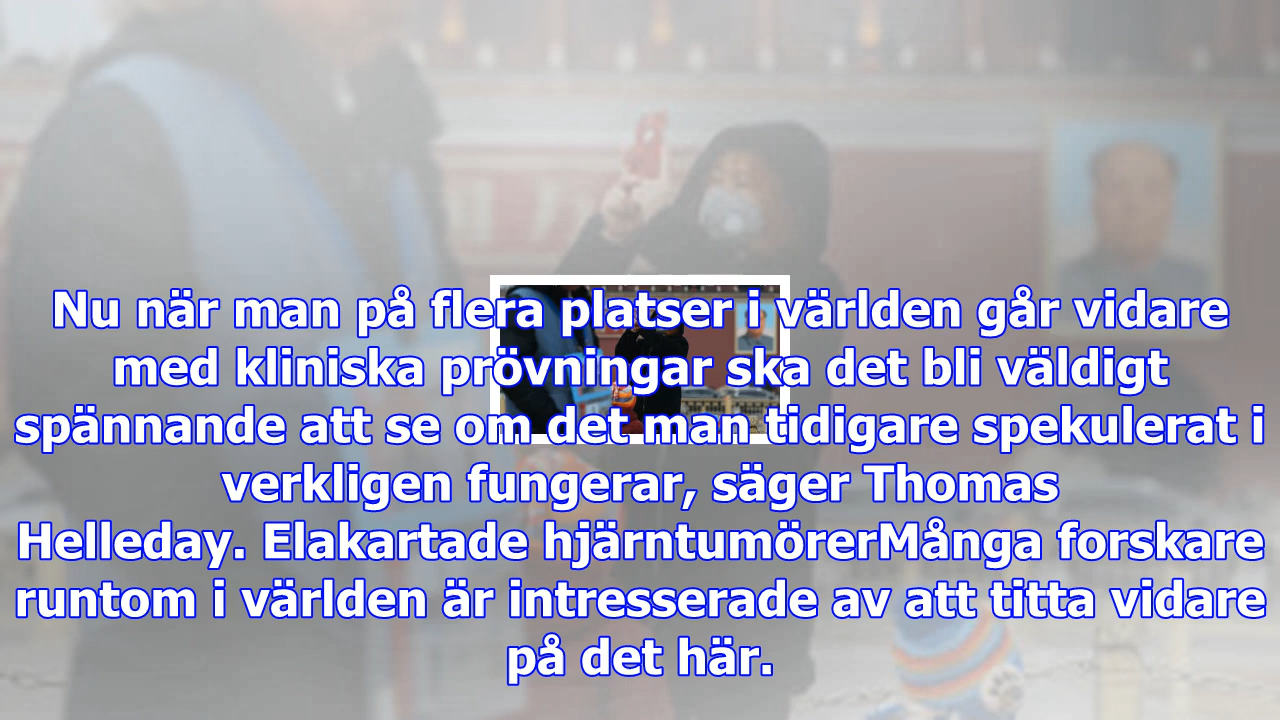 Nu när man på flera platser i världen går vidare
med kliniska prövningar ska det bli väldigt
spännande att se om det man tidigare spekulerat i
verkligen fungerar, säger Thomas
Helleday. Elakartade hjärntumörerMånga forskare
runtom i världen är intresserade av att titta vidare
på det här.